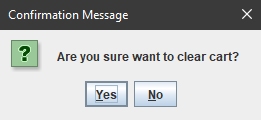 Confirmation Message
Are you sure want to clear cart?
Yes No